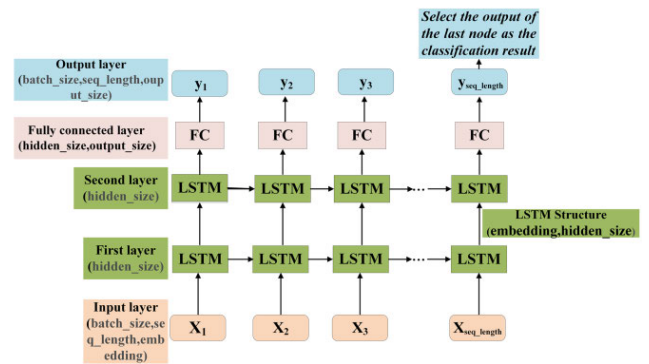 Select the output of
the last node as the
classification result
Output layer
(batch_size,seq_length,oup
put_size)
y1
y2
y3
yseq_length
Fully connected layer
(hidden_size,output_size)
FC
FC
FC
FC
Second layer
(hidden_size)
LSTM
LSTM
LSTM
...
LSTM
LSTM Structure
(embedding,hidden_size)
First layer
(hidden_size)
LSTM
LSTM
LSTM
...
LSTM
Input layer
(batch_size,se
q_length,emb
edding)
X1
X2
X3
Xseq_length